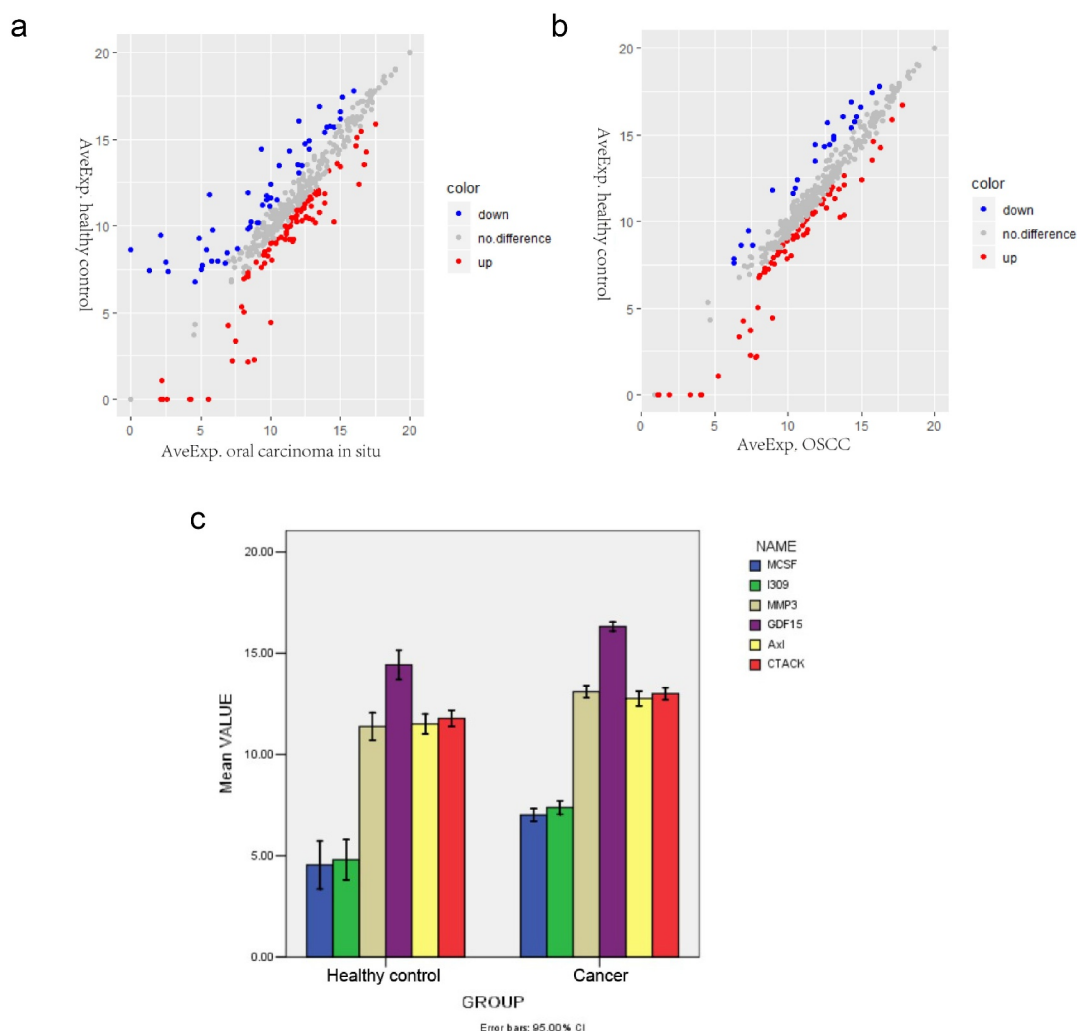 a
20
15
10
5
0
AveExp. healthy control
0 5 10 15 20
AveExp. oral carcinoma in situ
color
down
no.difference
up
b
20
15
10
5
0
AveExp. healthy control
0 5 10 15 20
AveExp. OSCC
color
down
no.difference
up
c
20.00
15.00
10.00
5.00
0.00
Mean VALUE
Healthy control Cancer
GROUP
Error bars: 95.00% CI
NAME
MCSF
I309
MMP3
GDF15
Axl
CTACK